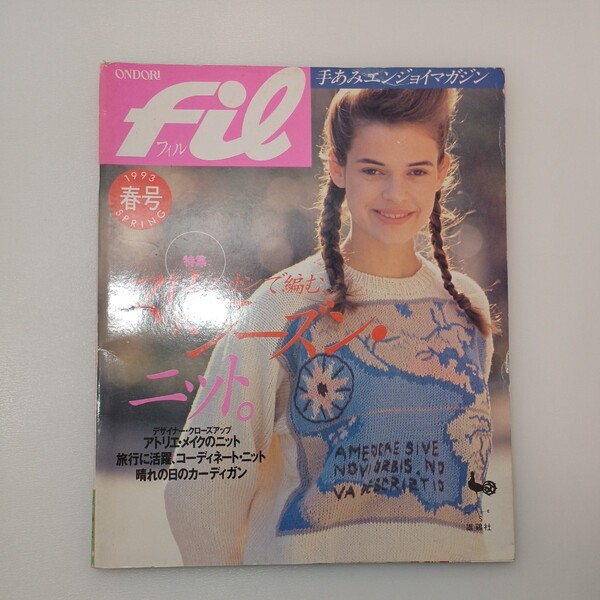 ONDORI
fil
フィル
手あみエンジョイマガジン
1993
春号
SPRING
特集
で編む
シーズン・
ニット。
デザイナー・クローズアップ
アトリエ・メイクのニット
旅行に活躍、コーディネート・ニット
晴れの日のカーディガン
AMEOCAE SIVE
NOVI ORBIS, NO
VA DESCRIPTIO
雄鷄社